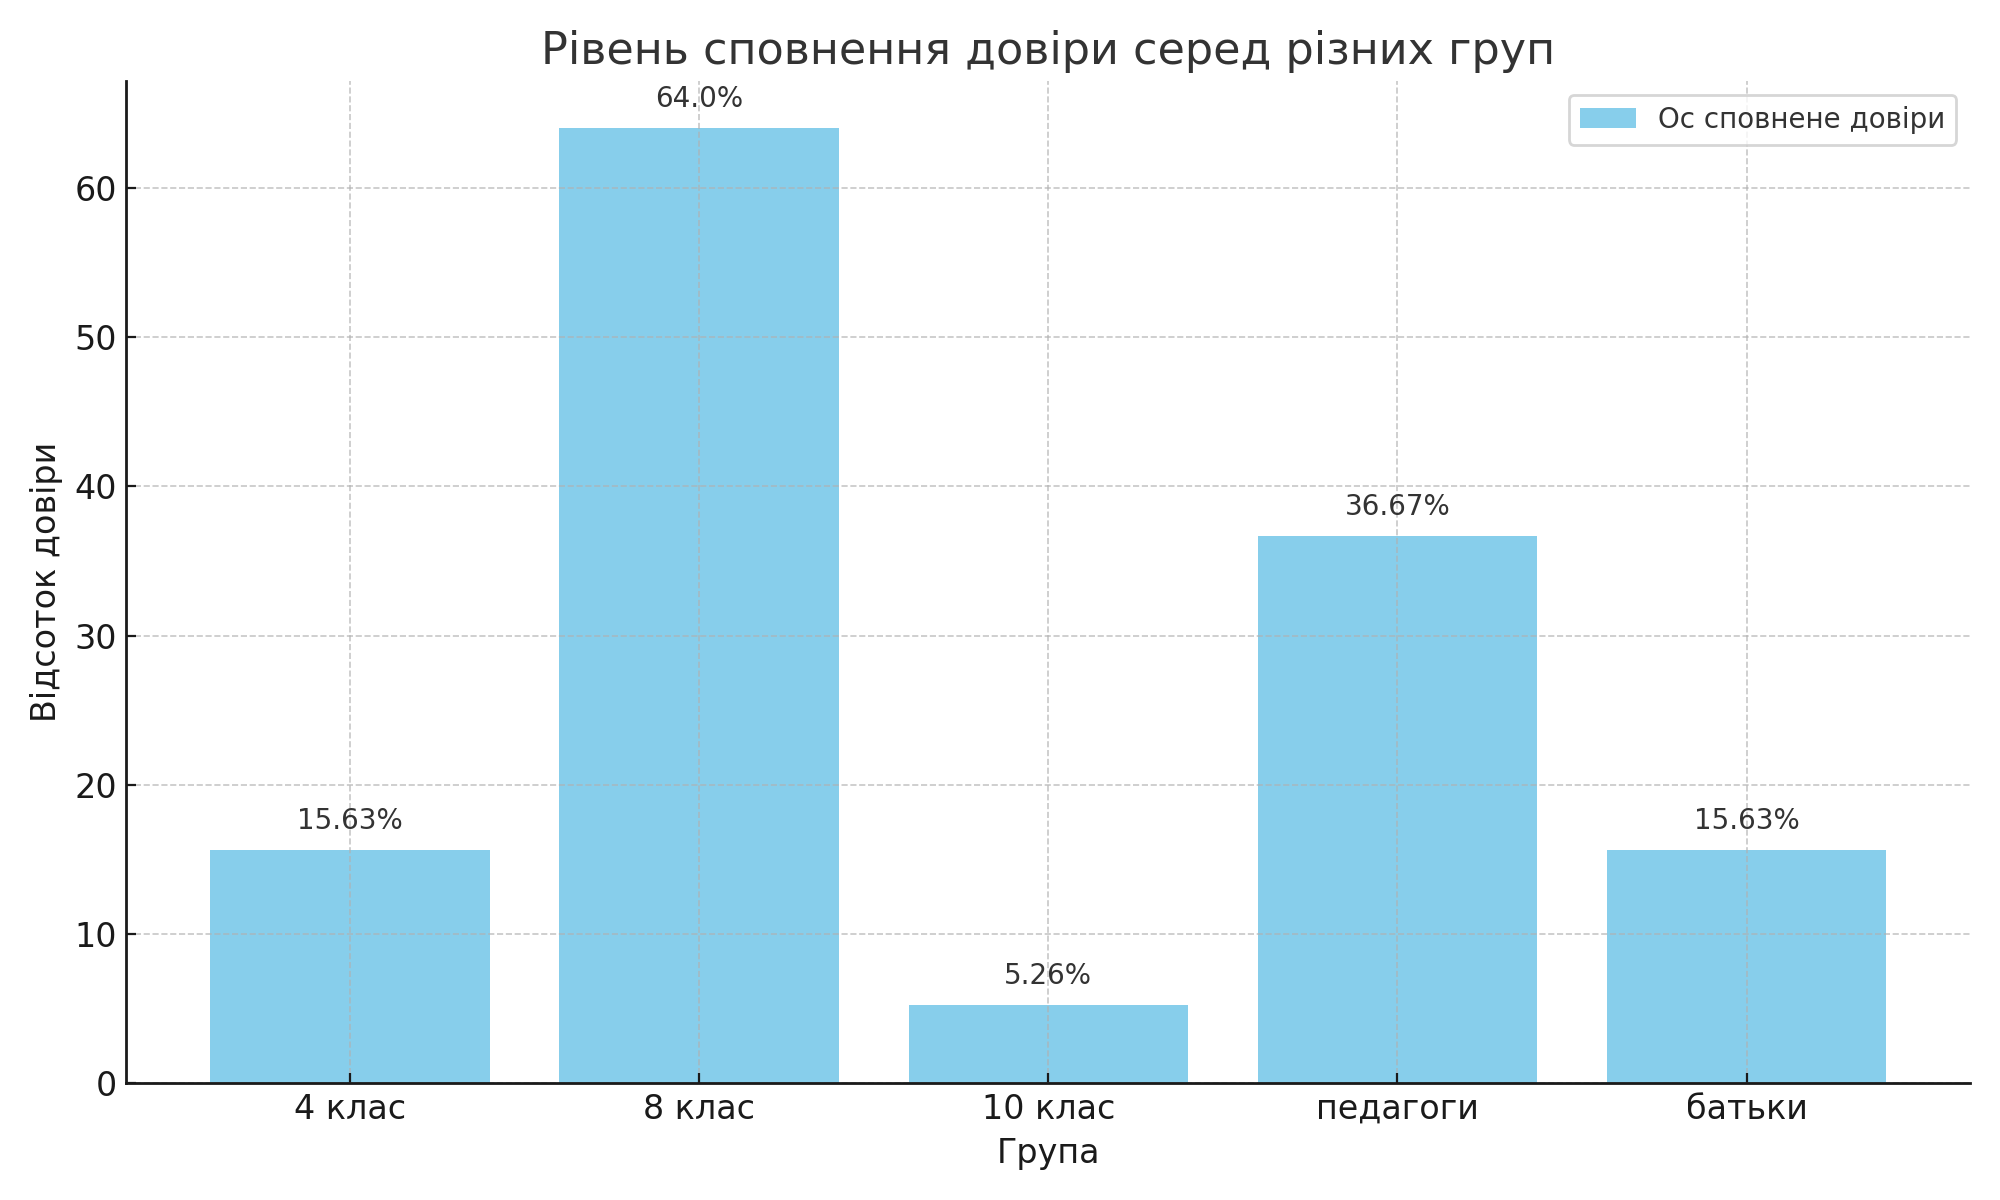 Рівень сповнення довіри серед різних груп
Ос сповнене довіри
64.0%
36.67%
15.63%
15.63%
5.26%
Відсоток довіри
60
50
40
30
20
10
0
4 клас
8 клас
10 клас
педагоги
батьки
Група